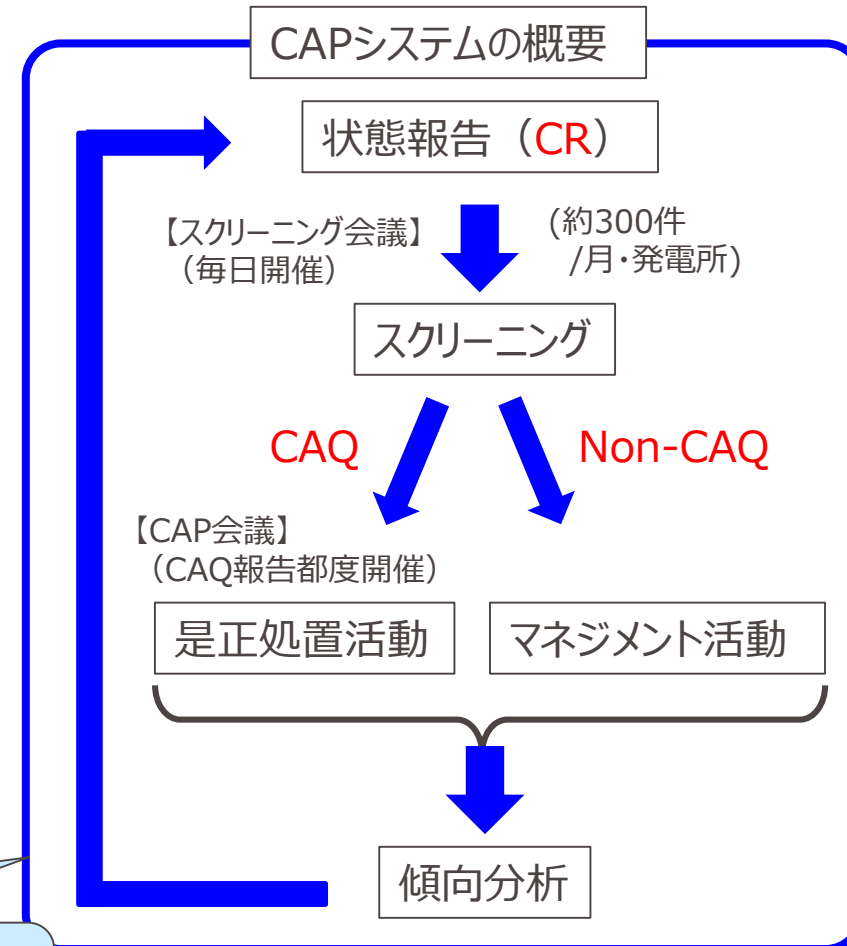 CAPシステムの概要
状態報告（CR）
【スクリーニング会議】
（毎日開催）
(約300件
/月・発電所)
スクリーニング
CAQ
Non-CAQ
【CAP会議】
（CAQ報告都度開催）
是正処置活動
マネジメント活動
傾向分析